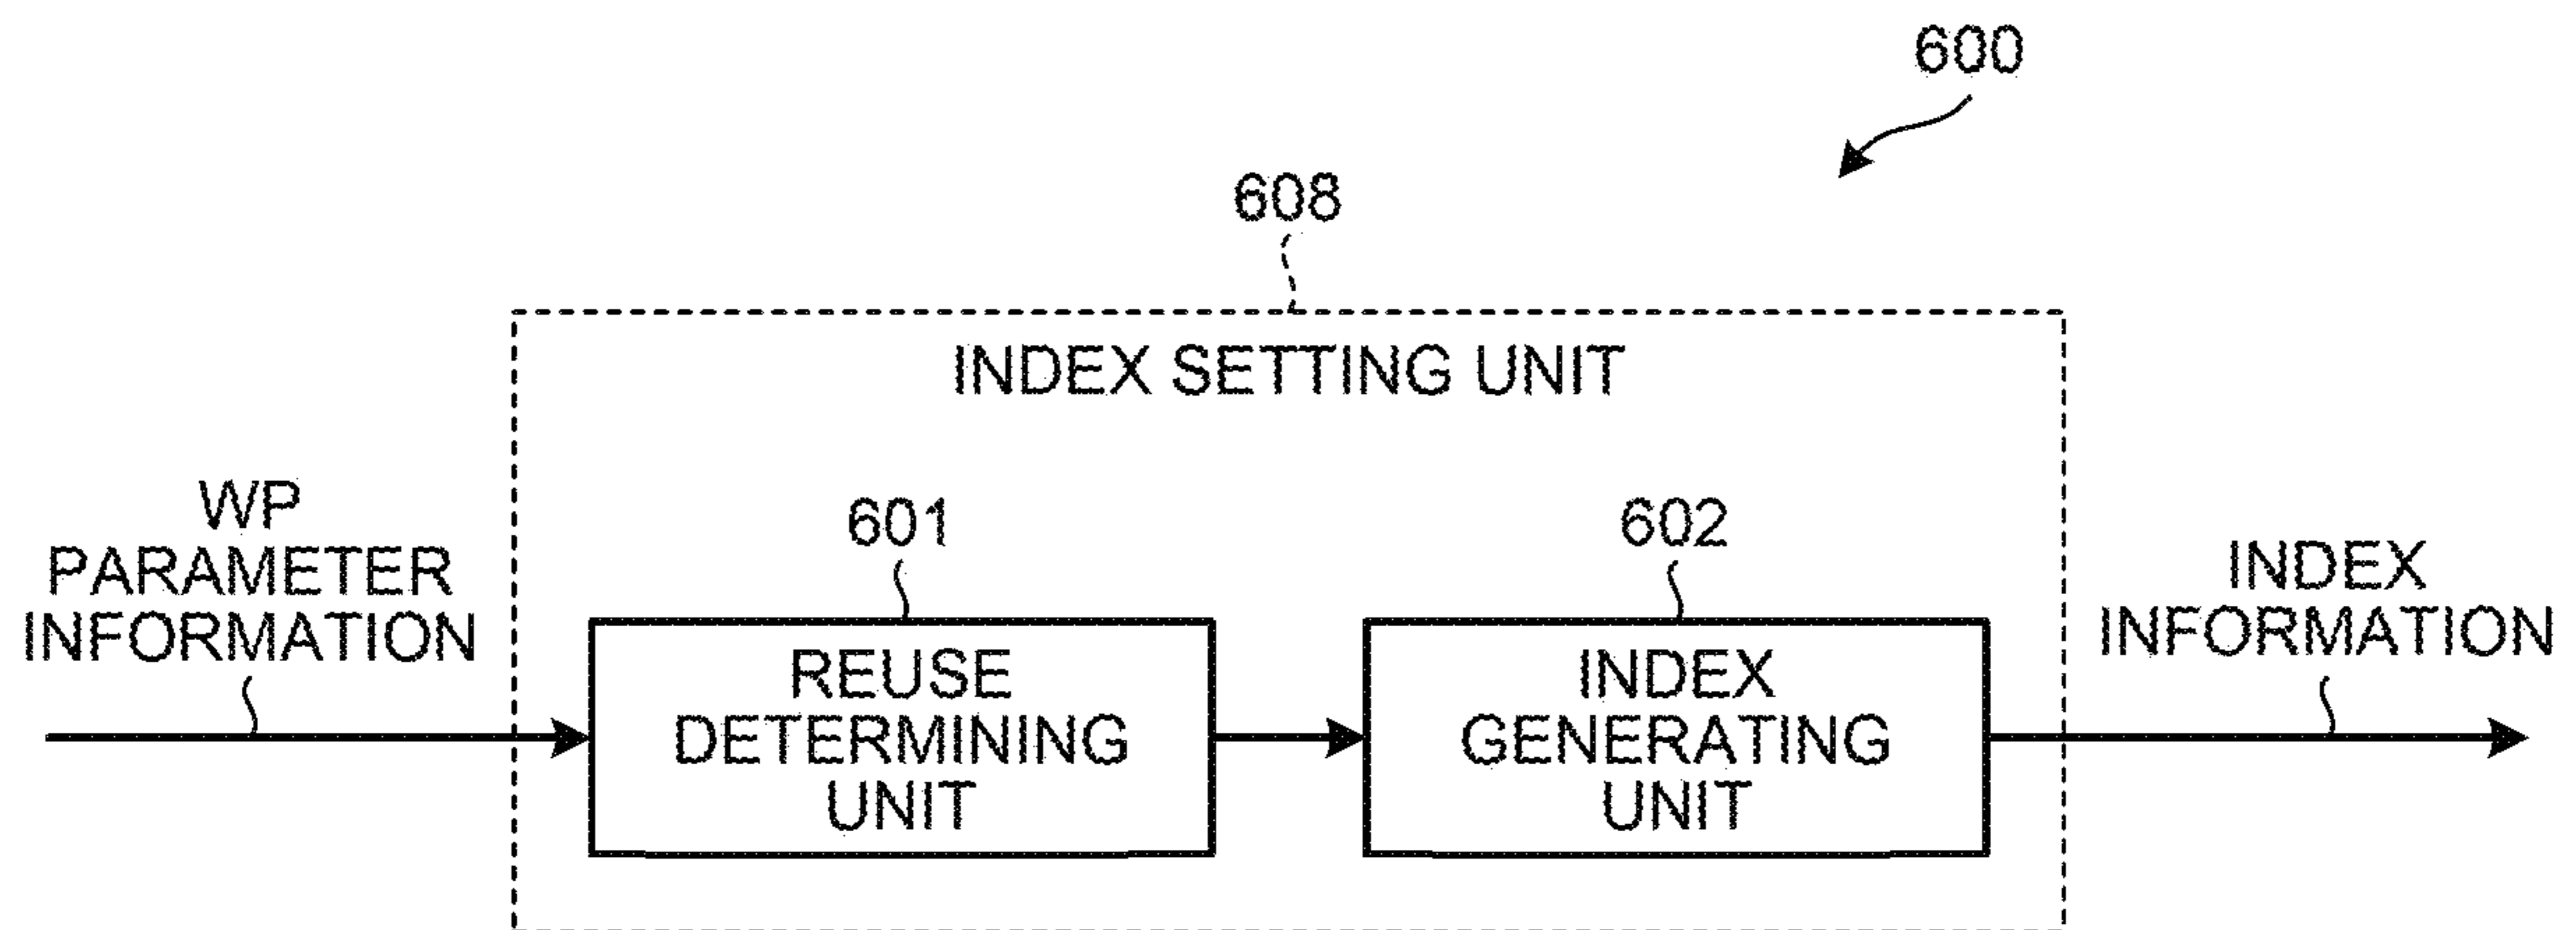 600
608
INDEX SETTING UNIT
WP
PARAMETER
INFORMATION
601
REUSE
DETERMINING
UNIT
602
INDEX
GENERATING
UNIT
INDEX
INFORMATION